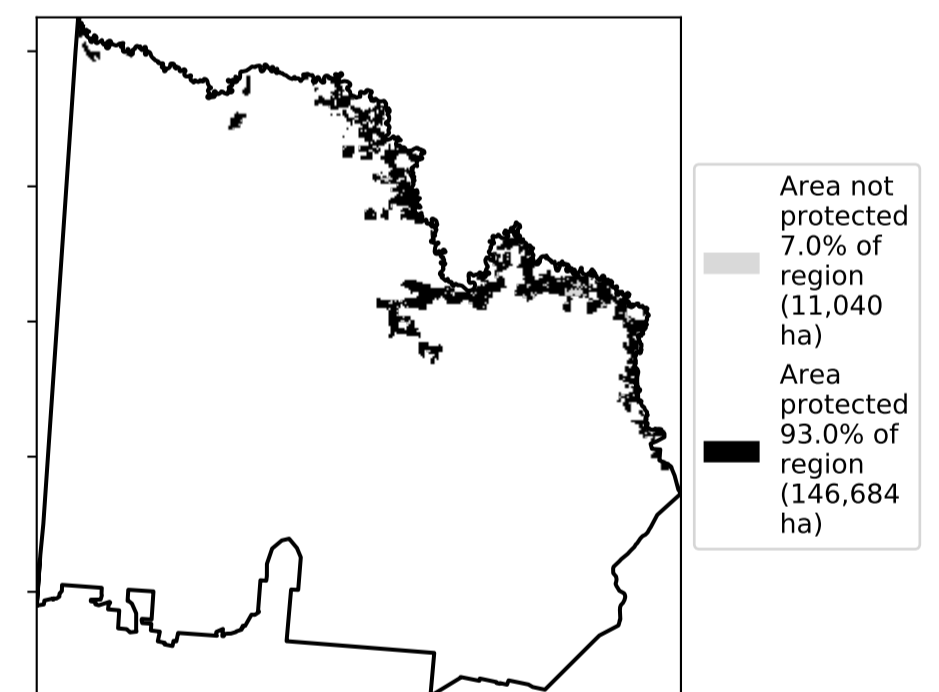 Area not
protected
7.0% of
region
(11,040
ha)
Area
protected
93.0% of
region
(146,684
ha)